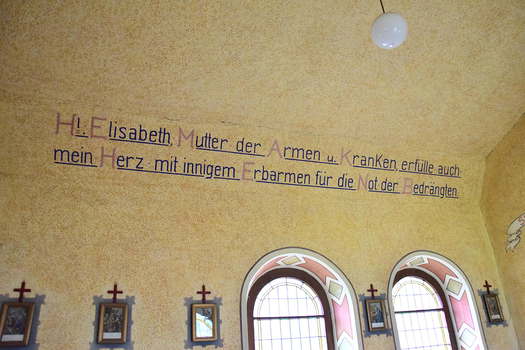 Hl. Elisabeth, Mutter der Armen u. Kranken, erfülle auch
mein Herz mit innigem Erbarmen für die Not der Bedrängten.